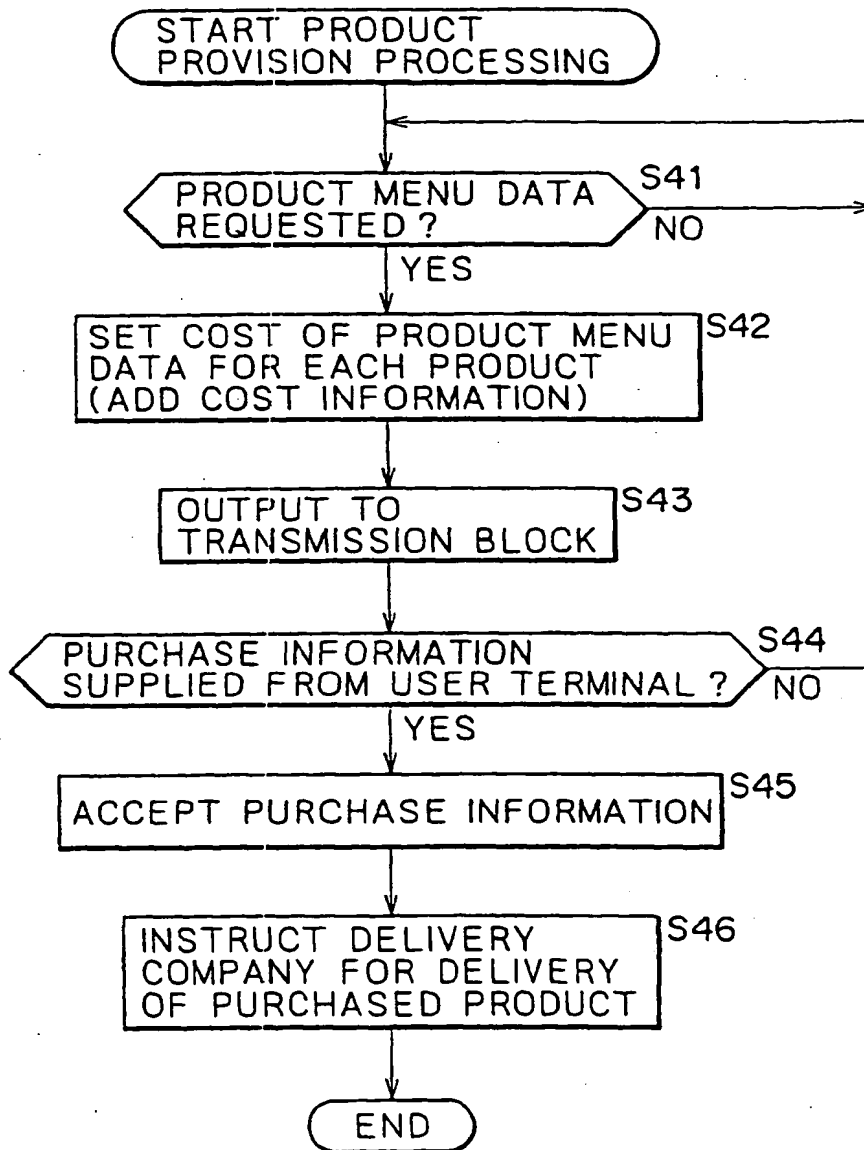 START PRODUCT
PROVISION PROCESSING
PRODUCT MENU DATA
REQUESTED?
S41
NO
YES
SET COST OF PRODUCT MENU
DATA FOR EACH PRODUCT
(ADD COST INFORMATION)
S42
OUTPUT TO
TRANSMISSION BLOCK
S43
PURCHASE INFORMATION
SUPPLIED FROM USER TERMINAL?
S44
NO
YES
ACCEPT PURCHASE INFORMATION
S45
INSTRUCT DELIVERY
COMPANY FOR DELIVERY
OF PURCHASED PRODUCT
S46
END